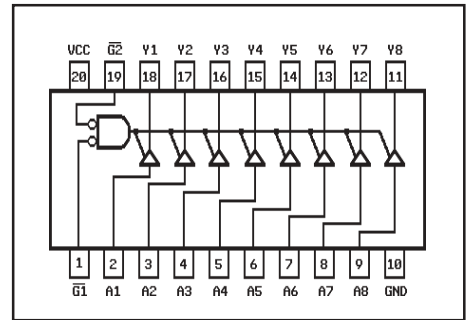 VCC G2 Y1 Y2 Y3 Y4 Y5 Y6 Y7 Y8
20 19 18 17 16 15 14 13 12 11
1 2 3 4 5 6 7 8 9 10
G1 A1 A2 A3 A4 A5 A6 A7 A8 GND